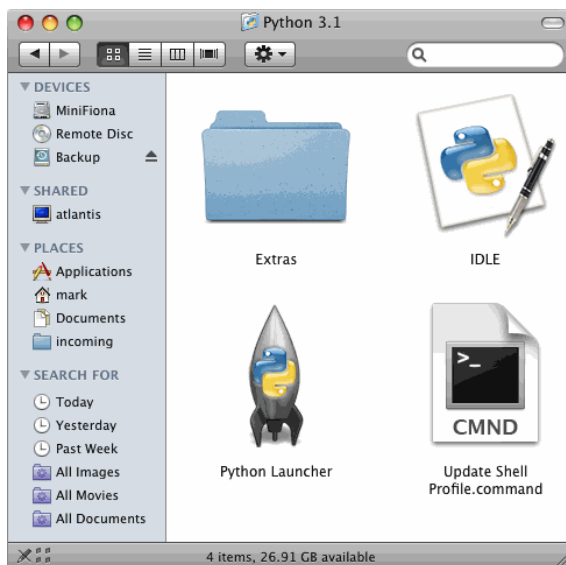 Python 3.1
DEVICES
MiniFiona
Remote Disc
Backup
SHARED
atlantis
PLACES
Applications
mark
Documents
incoming
SEARCH FOR
Today
Yesterday
Past Week
All Images
All Movies
All Documents
Extras
IDLE
Python Launcher
>_
CMND
Update Shell
Profile.command
4 items, 26.91 GB available